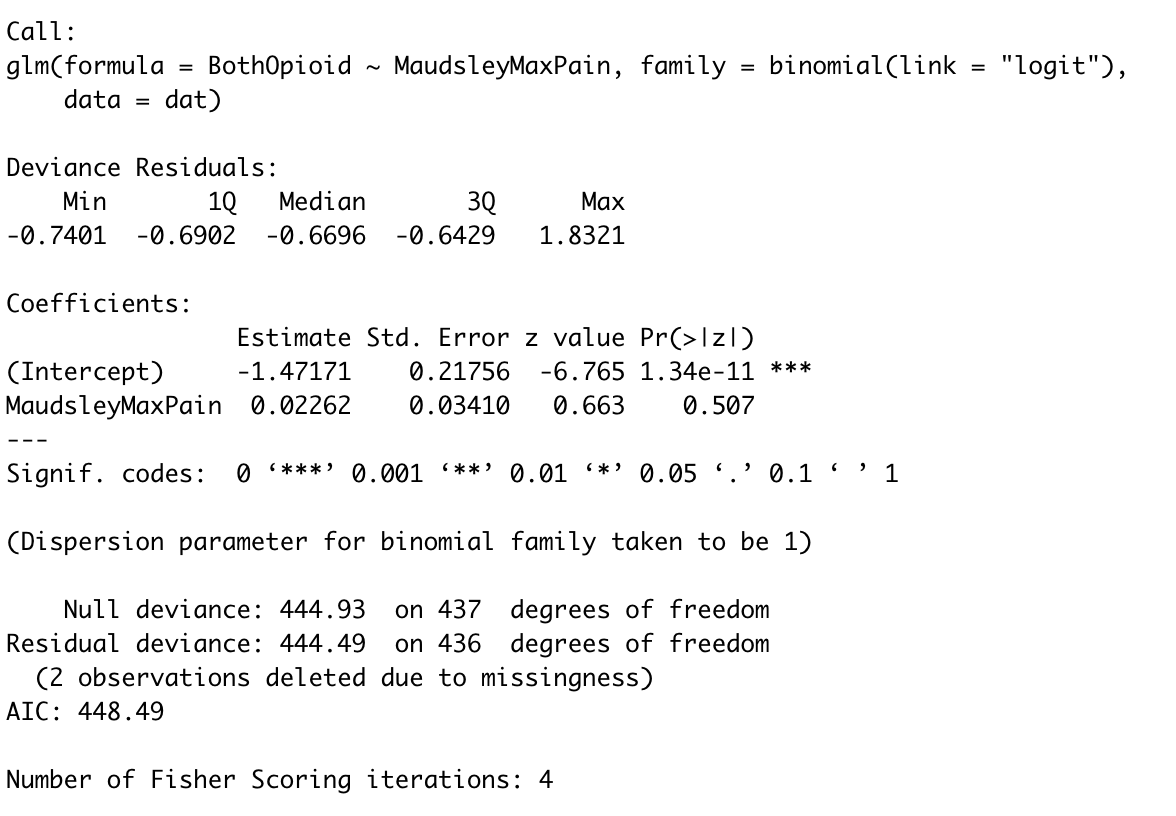 Call:
glm(formula = BothOpioid ~ MaudsleyMaxPain, family = binomial(link = "logit"),
    data = dat)

Deviance Residuals:
    Min       1Q   Median       3Q      Max
-0.7401  -0.6902  -0.6696  -0.6429   1.8321

Coefficients:
                Estimate Std. Error z value Pr(>|z|)
(Intercept)     -1.47171    0.21756  -6.765 1.34e-11 ***
MaudsleyMaxPain  0.02262    0.03410   0.663    0.507
---
Signif. codes:  0 ‘***’ 0.001 ‘**’ 0.01 ‘*’ 0.05 ‘.’ 0.1 ‘ ’ 1

(Dispersion parameter for binomial family taken to be 1)

    Null deviance: 444.93  on 437  degrees of freedom
Residual deviance: 444.49  on 436  degrees of freedom
  (2 observations deleted due to missingness)
AIC: 448.49

Number of Fisher Scoring iterations: 4